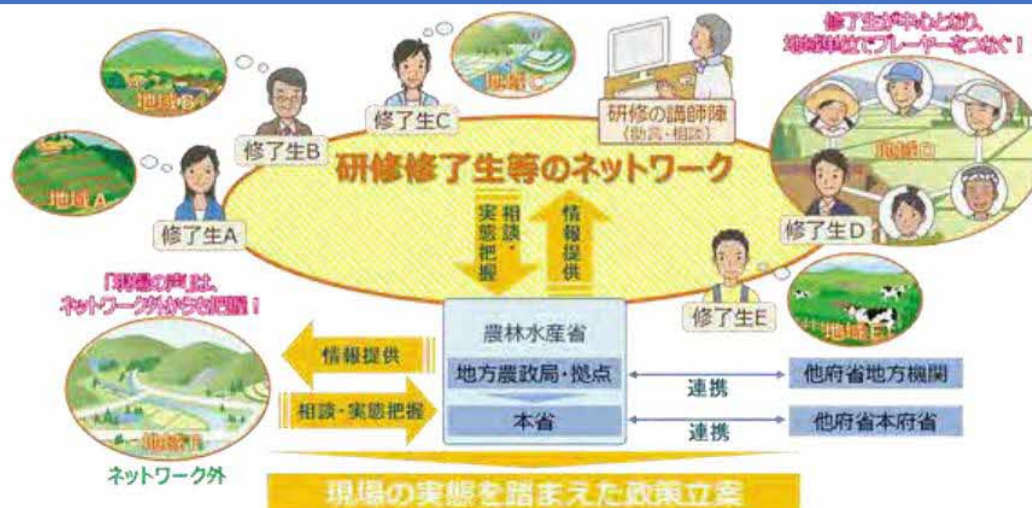 修了生が中心となり、
地域単位でプレーヤーをつなぐ！
地域B
地域C
研修の講師陣
(助言・相談)
修了生C
修了生B
地域D
地域A
修了生A
研修修了生等のネットワーク
相談・
実態把握
情報提供
修了生D
「現場の声」は、
ネットワーク外からも把握！
修了生E
地域E
農林水産省
情報提供
地方農政局・拠点
連携
他府省地方機関
相談・実態把握
本省
連携
他府省本府省
ネットワーク外
現場の実態を踏まえた政策立案